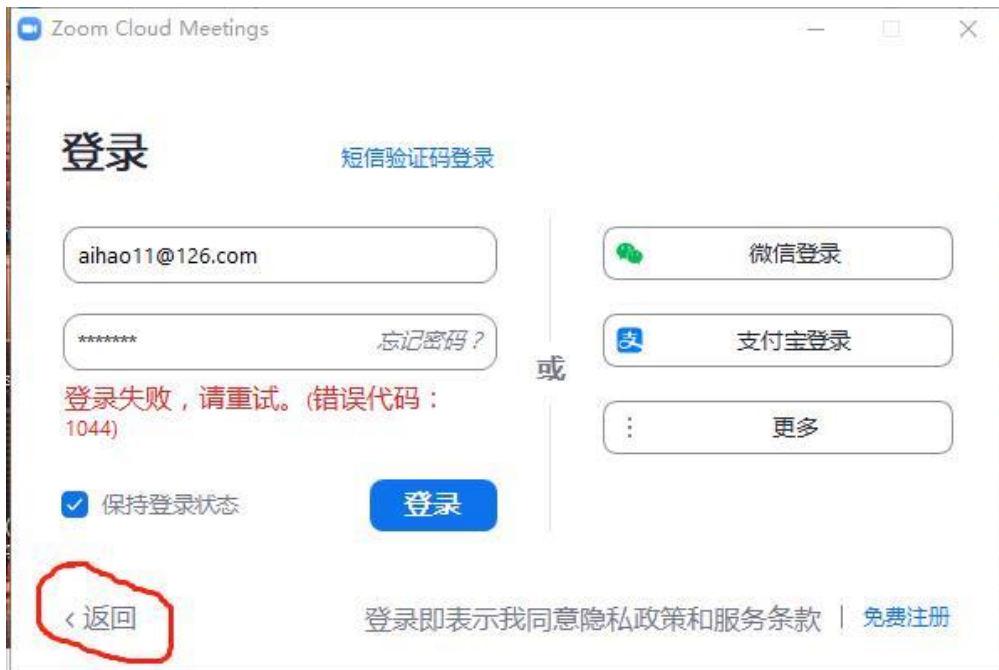 Zoom Cloud Meetings
登录
短信验证码登录
aihao11@126.com
*******
忘记密码？
登录失败，请重试。(错误代码：
1044)
保持登录状态
登录
或
微信登录
支付宝登录
更多
返回
登录即表示我同意隐私政策和服务条款
免费注册